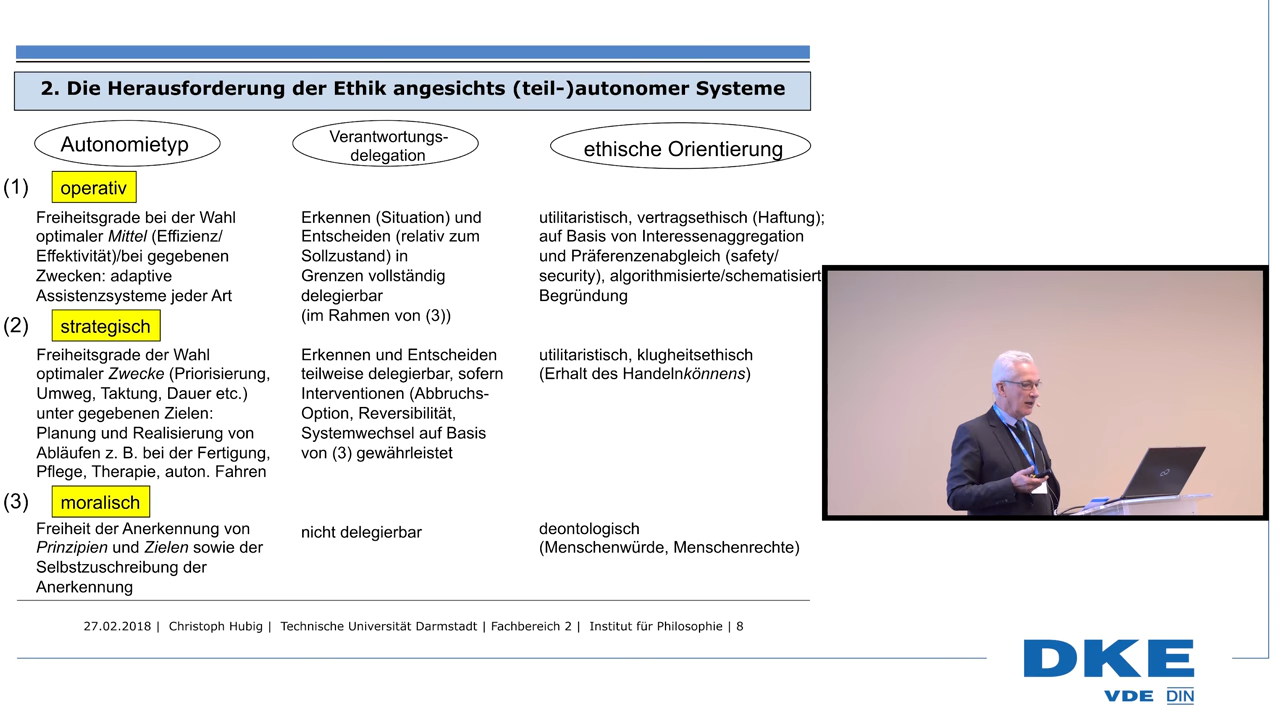 2. Die Herausforderung der Ethik angesichts (teil-)autonomer Systeme
Autonomietyp
Verantwortungs-
delegation
ethische Orientierung
(1) operativ
Freiheitsgrade bei der Wahl
optimaler Mittel (Effizienz/
Effektivität)/bei gegebenen
Zwecken: adaptive
Assistenzsysteme jeder Art
Erkennen (Situation) und
Entscheiden (relativ zum
Sollzustand) in
Grenzen vollständig
delegierbar
(im Rahmen von (3))
utilitaristisch, vertragsethisch (Haftung);
auf Basis von Interessenaggregation
und Präferenzenabgleich (safety/
security), algorithmisierte/schematisiert
Begründung
(2) strategisch
Freiheitsgrade der Wahl
optimaler Zwecke (Priorisierung,
Umweg, Taktung, Dauer etc.)
unter gegebenen Zielen:
Planung und Realisierung von
Abläufen z. B. bei der Fertigung,
Pflege, Therapie, auton. Fahren
Erkennen und Entscheiden
teilweise delegierbar, sofern
Interventionen (Abbruchs-
Option, Reversibilität,
Systemwechsel auf Basis
von (3) gewährleistet
utilitaristisch, klugheitsethisch
(Erhalt des Handelnkönnens)
(3) moralisch
Freiheit der Anerkennung von
Prinzipien und Zielen sowie der
Selbstzuschreibung der
Anerkennung
nicht delegierbar
deontologisch
(Menschenwürde, Menschenrechte)
27.02.2018 | Christoph Hubig | Technische Universität Darmstadt | Fachbereich 2 | Institut für Philosophie | 8
DKE
VDE DIN